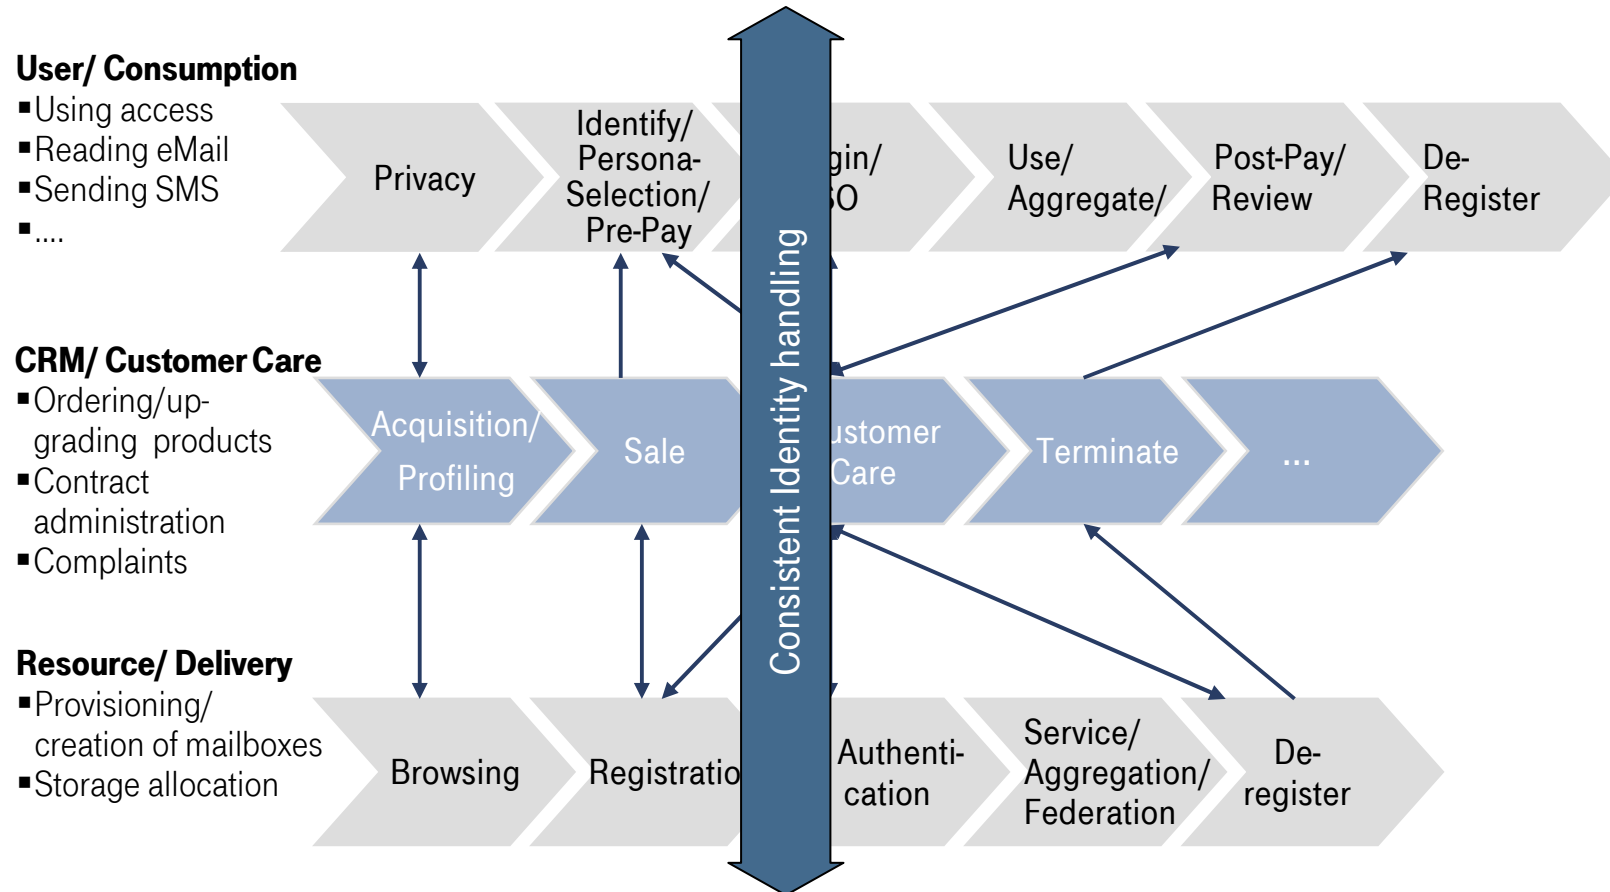 User/ Consumption
▪Using access
▪Reading eMail
▪Sending SMS
▪....
Privacy
Identify/
Persona-
Selection/
Pre-Pay
gin/
SO
Use/
Aggregate/
Post-Pay/
Review
De-
Register
Consistent Identity handling
CRM/ Customer Care
▪Ordering/up-
grading products
▪Contract
administration
▪Complaints
Acquisition/
Profiling
Sale
ustomer
Care
Terminate
...
Resource/ Delivery
▪Provisioning/
creation of mailboxes
▪Storage allocation
Browsing
Registratio
Authenti-
cation
Service/
Aggregation/
Federation
De-
register